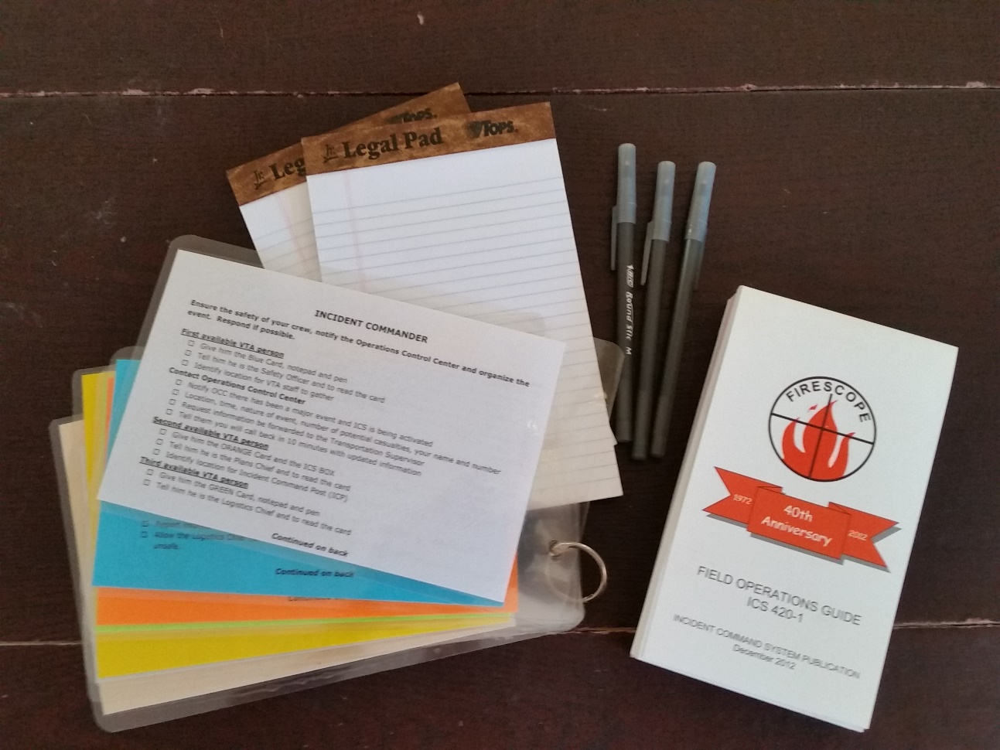 Tops.
Jr. Leg
Jr. Legal Pad Tops.
INCIDENT COMMANDER
Ensure the safety of your crew, notify the Operations Control Center and organize the
event. Respond if possible.
First available VTA person
Give him the Blue Card, notepad and pen
Tell him he is the Safety Officer and to read the card
Identify location for VTA staff to gather
Contact Operations Control Center
Notify OCC there has been a major event and ICS is being activated
Location, time, nature of event, number of potential casualties, your name and number
Request information be forwarded to the Transportation Supervisor
Tell them you will call back in 10 minutes with updated information
Second available VTA person
Give him the ORANGE Card and the ICS BOX
Tell him he is the Plans Chief and to read the card
Identify location for Incident Command Post (ICP)
Third available VTA person
Give him the GREEN Card, notepad and pen
Tell him he is the Logistics Chief and to read the card
Continued on back
Allow the Logistics
unsafe.
Continued on back
BIC Round Stic M
FIRESCOPE
1972 40th Anniversary 2012
FIELD OPERATIONS GUIDE
ICS 420-1
INCIDENT COMMAND SYSTEM PUBLICATION
December 2012